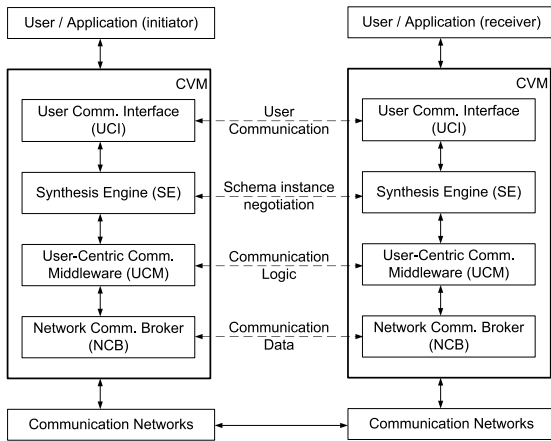 User / Application (initiator)
User / Application (receiver)
CVM
CVM
User Comm. Interface
(UCI)
User
Communication
User Comm. Interface
(UCI)
Synthesis Engine (SE)
Schema instance
negotiation
Synthesis Engine (SE)
User-Centric Comm.
Middleware (UCM)
Communication
Logic
User-Centric Comm.
Middleware (UCM)
Network Comm. Broker
(NCB)
Communication
Data
Network Comm. Broker
(NCB)
Communication Networks
Communication Networks